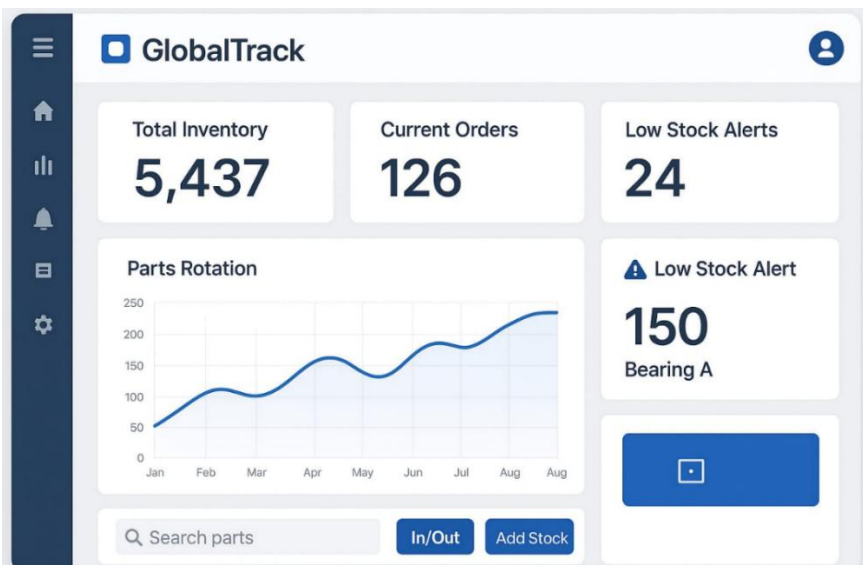 GlobalTrack
Total Inventory
5,437
Current Orders
126
Low Stock Alerts
24
Parts Rotation
250
200
150
100
50
0
Jan Feb Mar Apr May Jun Jul Aug Aug
Low Stock Alert
150
Bearing A
Search parts
In/Out
Add Stock